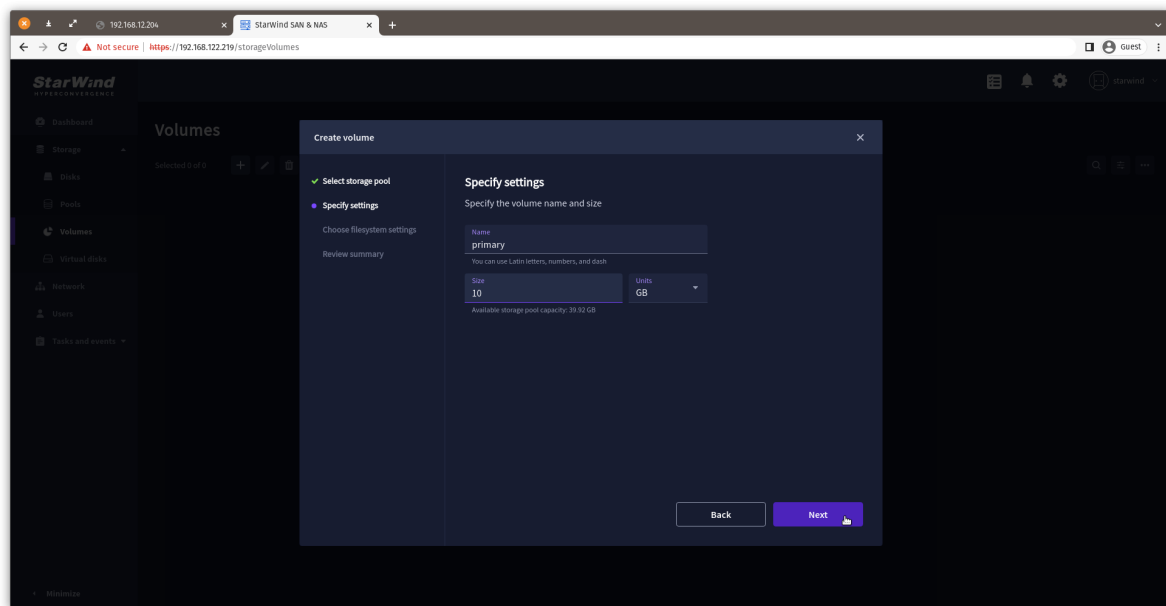 192.168.12.204
StarWind SAN & NAS
Not secure
https://192.168.122.219/storageVolumes
Guest
StarWind
HYPERCONVERGENCE
starwind
Dashboard
Storage
Disks
Pools
Volumes
Virtual disks
Network
Users
Tasks and events
Minimize
Volumes
Selected 0 of 0
Create volume
Select storage pool
Specify settings
Choose filesystem settings
Review summary
Specify settings
Specify the volume name and size
Name
primary
You can use Latin letters, numbers, and dash
Size
10
Units
GB
Available storage pool capacity: 39.92 GB
Back
Next